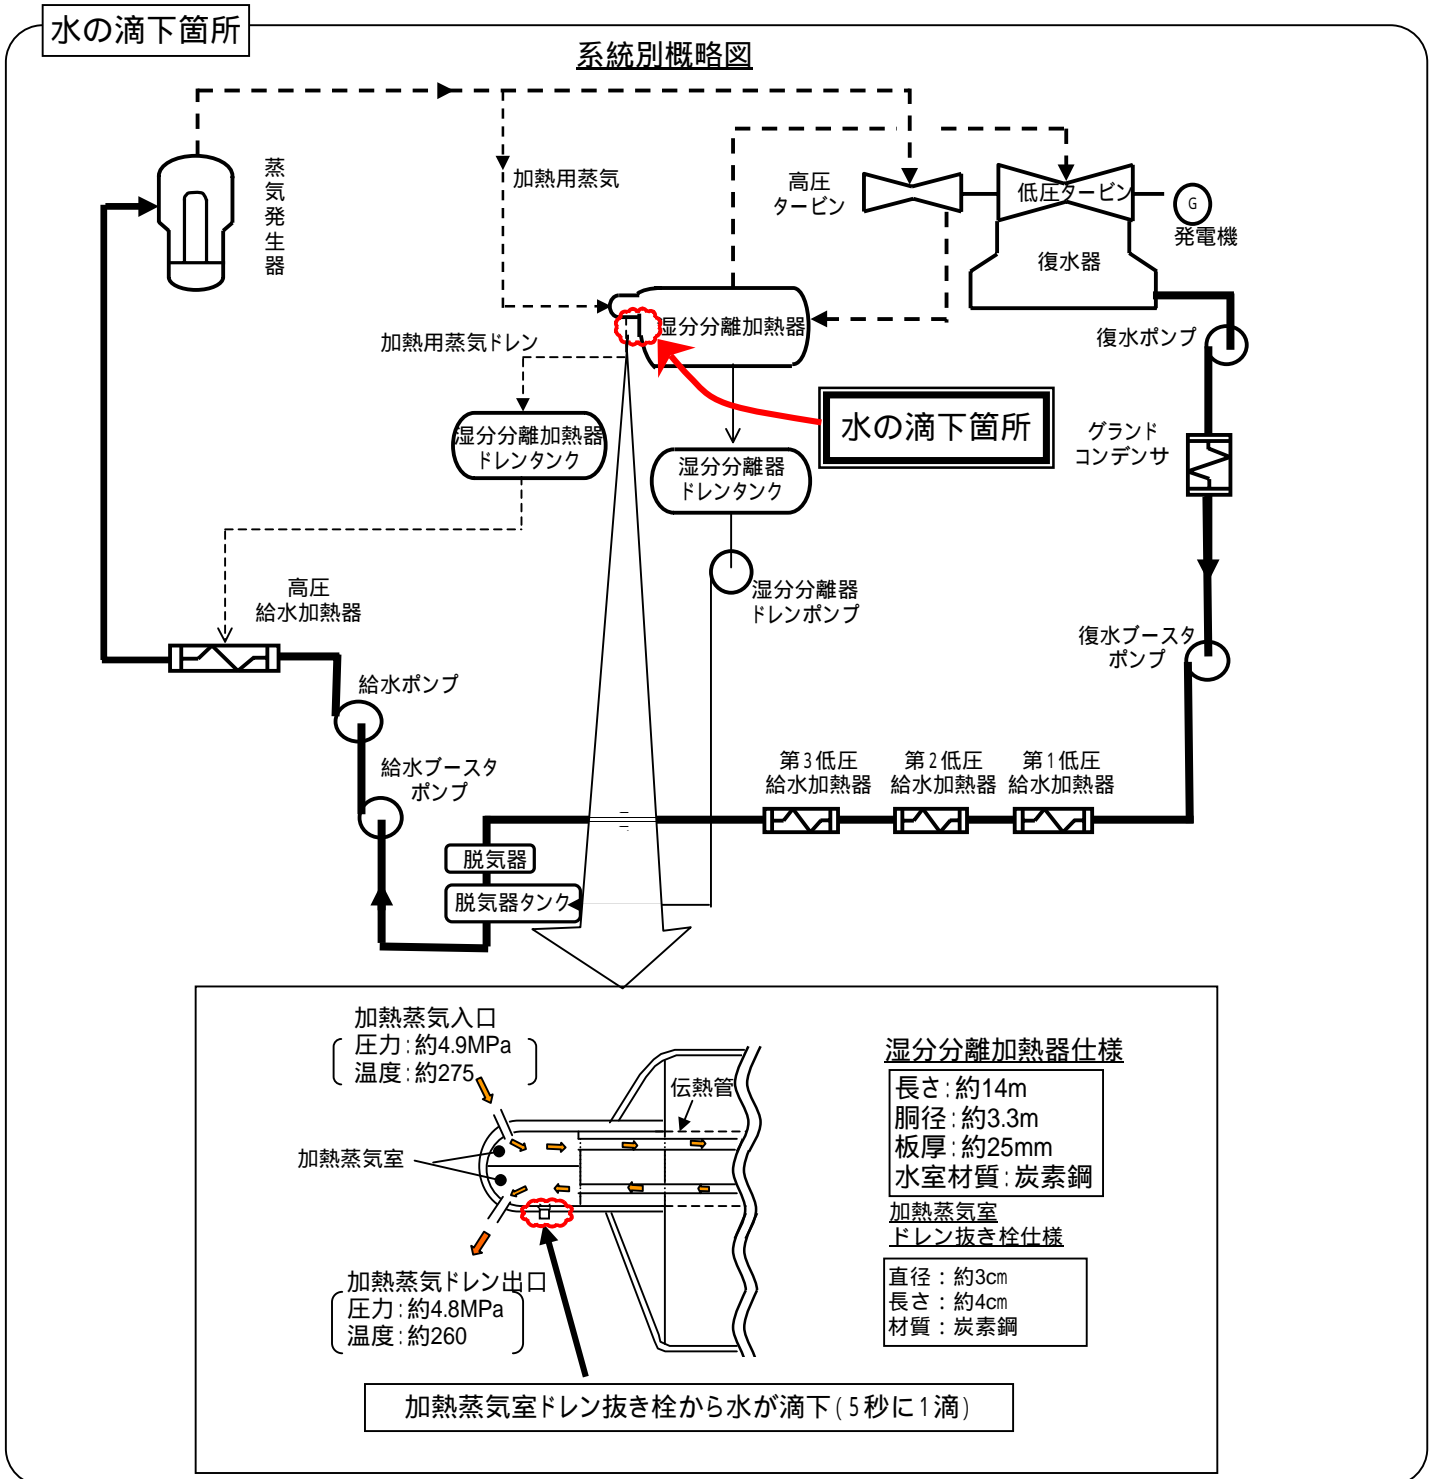 水の滴下箇所
系統別概略図
蒸気発生器
加熱用蒸気
高圧
タービン
低圧タービン
G
発電機
復水器
湿分分離加熱器
加熱用蒸気ドレン
復水ポンプ
水の滴下箇所
グランド
コンデンサ
湿分分離加熱器
ドレンタンク
湿分分離器
ドレンタンク
湿分分離器
ドレンポンプ
高圧
給水加熱器
復水ブースタ
ポンプ
給水ポンプ
給水ブースタ
ポンプ
第3低圧
給水加熱器
第2低圧
給水加熱器
第1低圧
給水加熱器
脱気器
脱気器タンク
加熱蒸気入口
圧力:約4.9MPa
温度:約275
伝熱管
加熱蒸気室
加熱蒸気ドレン出口
圧力:約4.8MPa
温度:約260
湿分分離加熱器仕様
長さ:約14m
胴径:約3.3m
板厚:約25mm
水室材質:炭素鋼
加熱蒸気室
ドレン抜き栓仕様
直径:約3㎝
長さ:約4㎝
材質:炭素鋼
加熱蒸気室ドレン抜き栓から水が滴下(5秒に1滴)